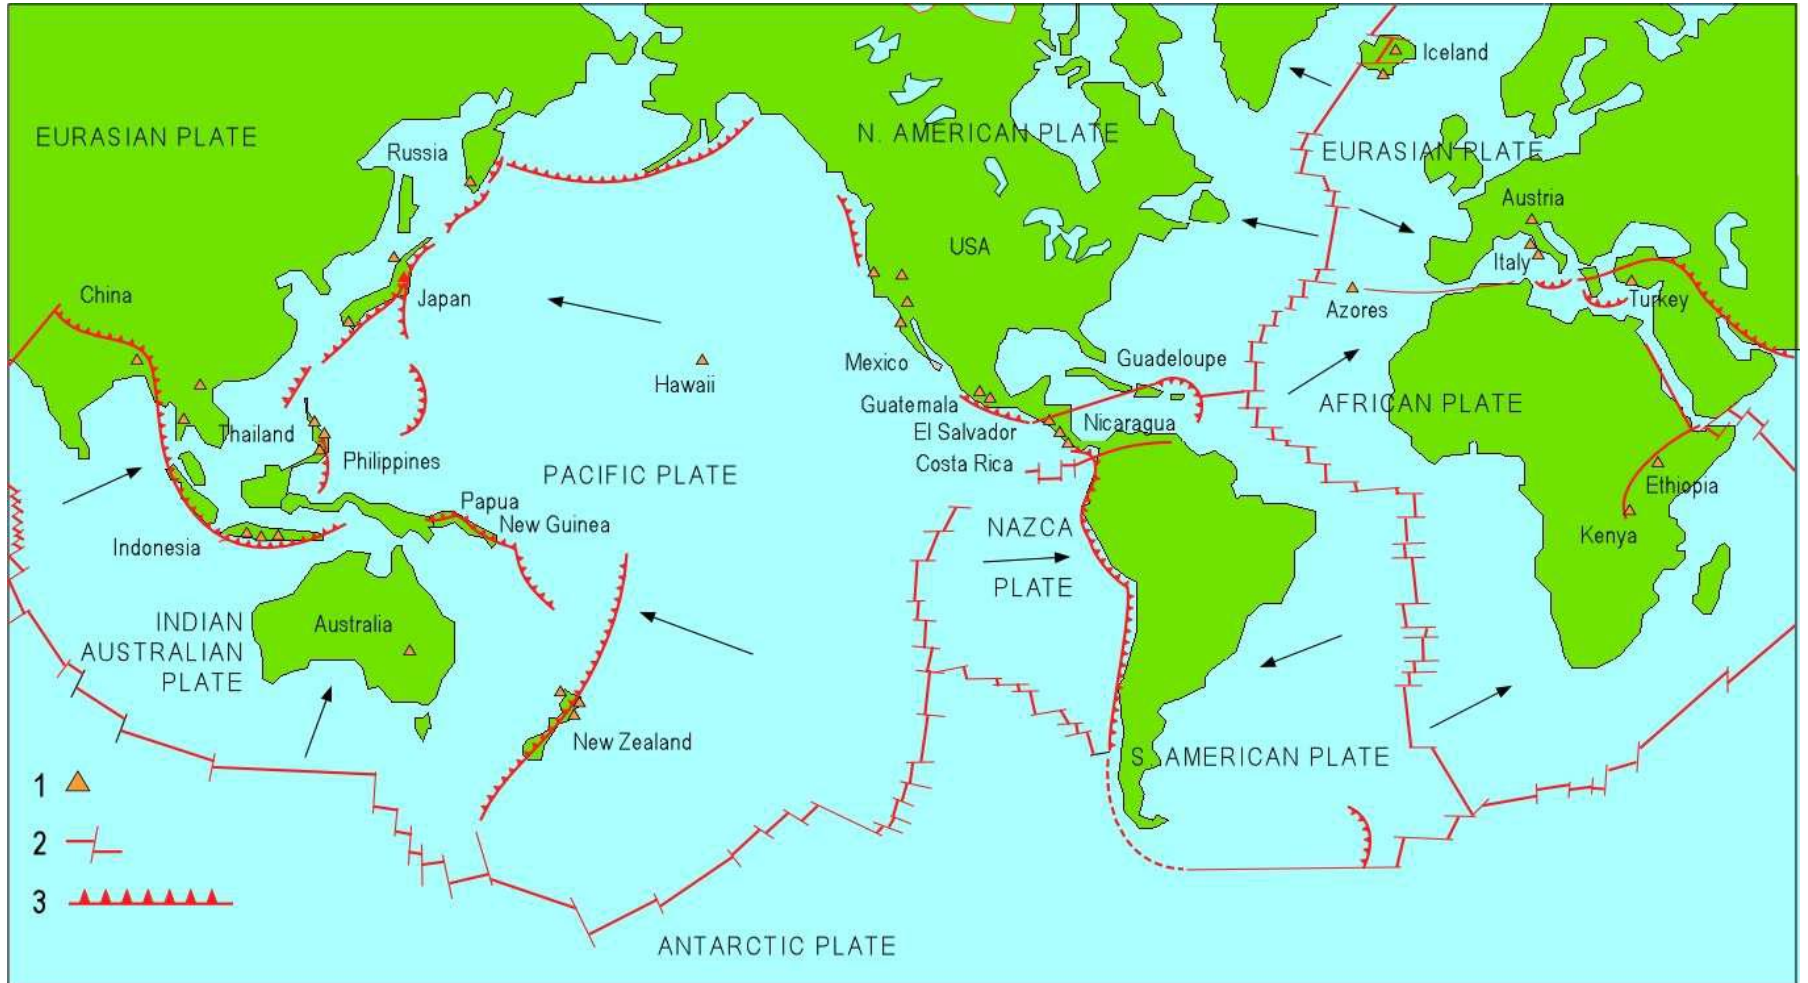 Iceland
EURASIAN PLATE
Russia
N. AMERICAN PLATE
EURASIAN PLATE
Austria
USA
Italy
China
Japan
Azores
Turkey
Hawaii
Mexico
Guadeloupe
Guatemala
AFRICAN PLATE
Thailand
El Salvador
Nicaragua
Philippines
Costa Rica
PACIFIC PLATE
Ethiopia
Papua
New Guinea
NAZCA
PLATE
Indonesia
Kenya
INDIAN
AUSTRALIAN
PLATE
Australia
New Zealand
S. AMERICAN PLATE
1
2
3
ANTARCTIC PLATE